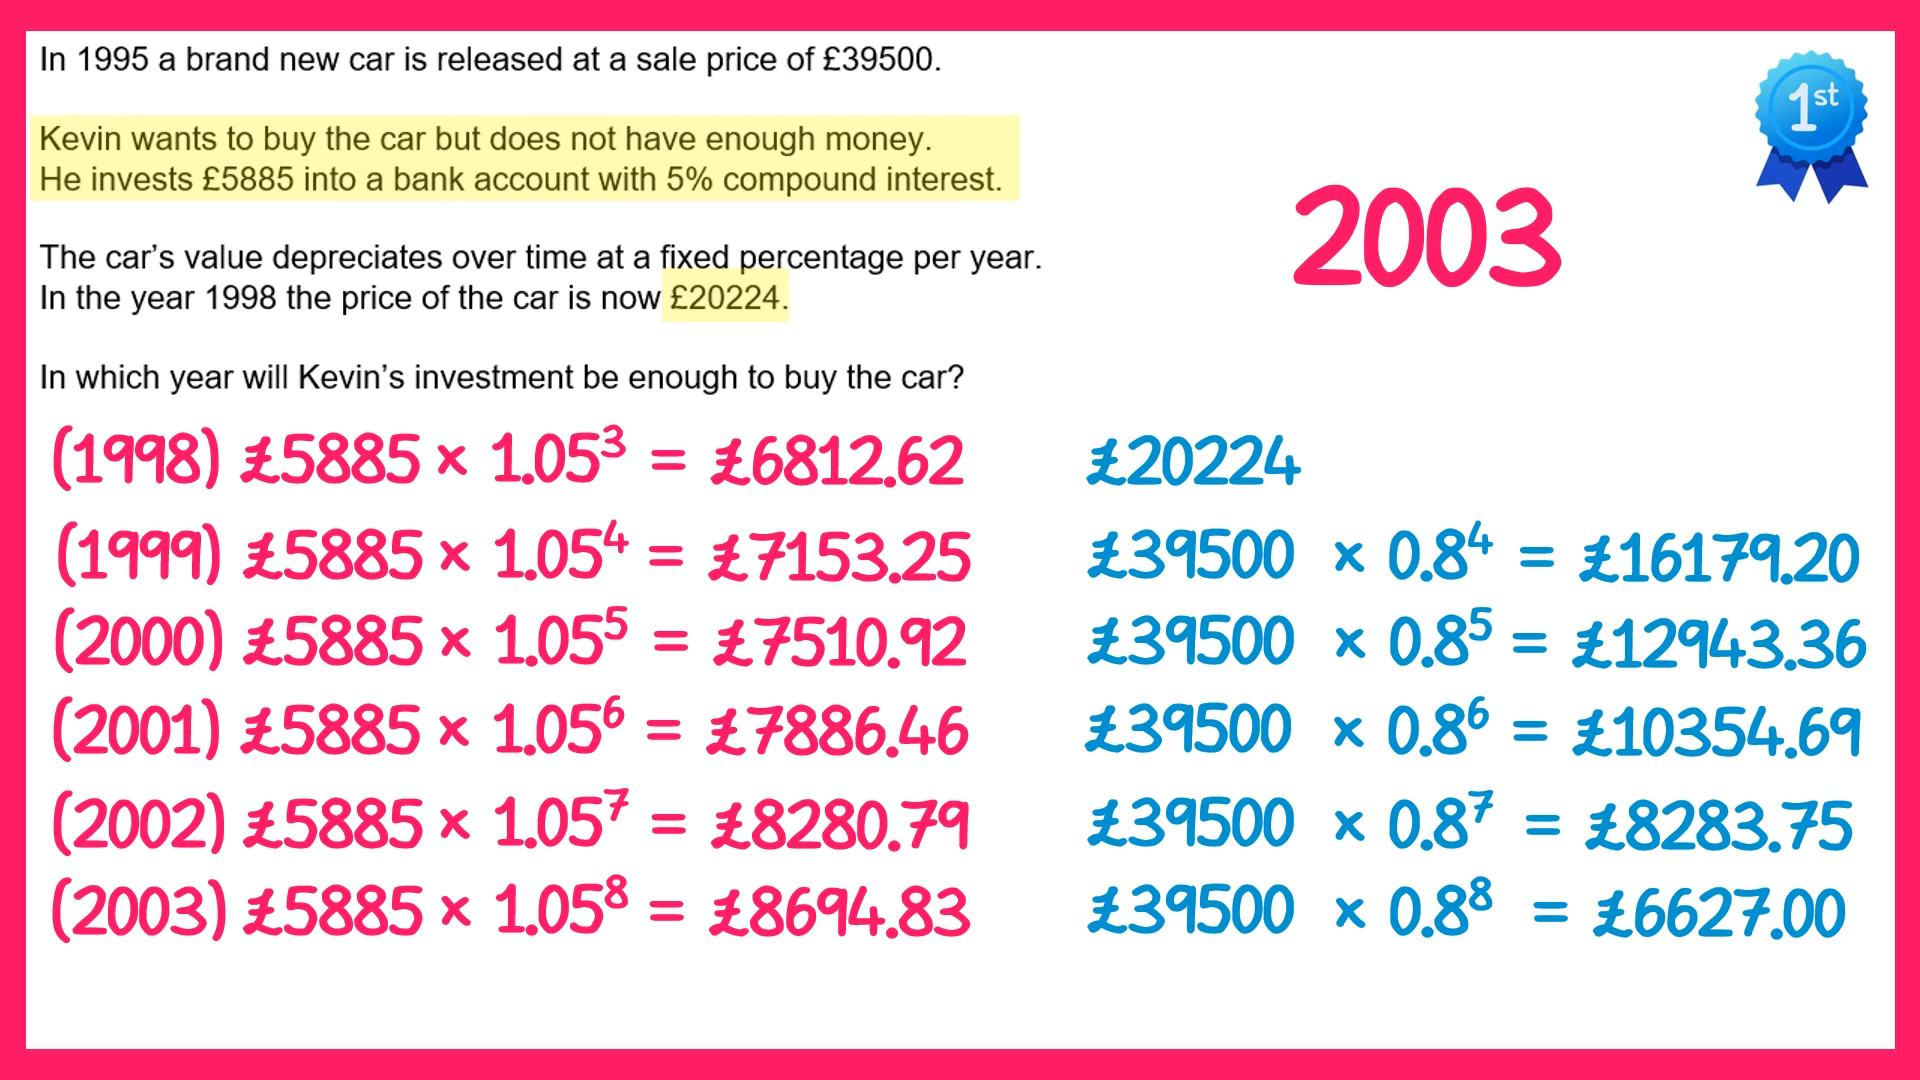 In 1995 a brand new car is released at a sale price of £39500.
1st
Kevin wants to buy the car but does not have enough money.
He invests £5885 into a bank account with 5% compound interest.
2003
The car’s value depreciates over time at a fixed percentage per year.
In the year 1998 the price of the car is now £20224.
In which year will Kevin’s investment be enough to buy the car?
(1998) £5885 × 1.05³ = £6812.62 £20224
(1999) £5885 × 1.05⁴ = £7153.25 £39500 × 0.8⁴ = £16179.20
(2000) £5885 × 1.05⁵ = £7510.92 £39500 × 0.8⁵ = £12943.36
(2001) £5885 × 1.05⁶ = £7886.46 £39500 × 0.8⁶ = £10354.69
(2002) £5885 × 1.05⁷ = £8280.79 £39500 × 0.8⁷ = £8283.75
(2003) £5885 × 1.05⁸ = £8694.83 £39500 × 0.8⁸ = £6627.00